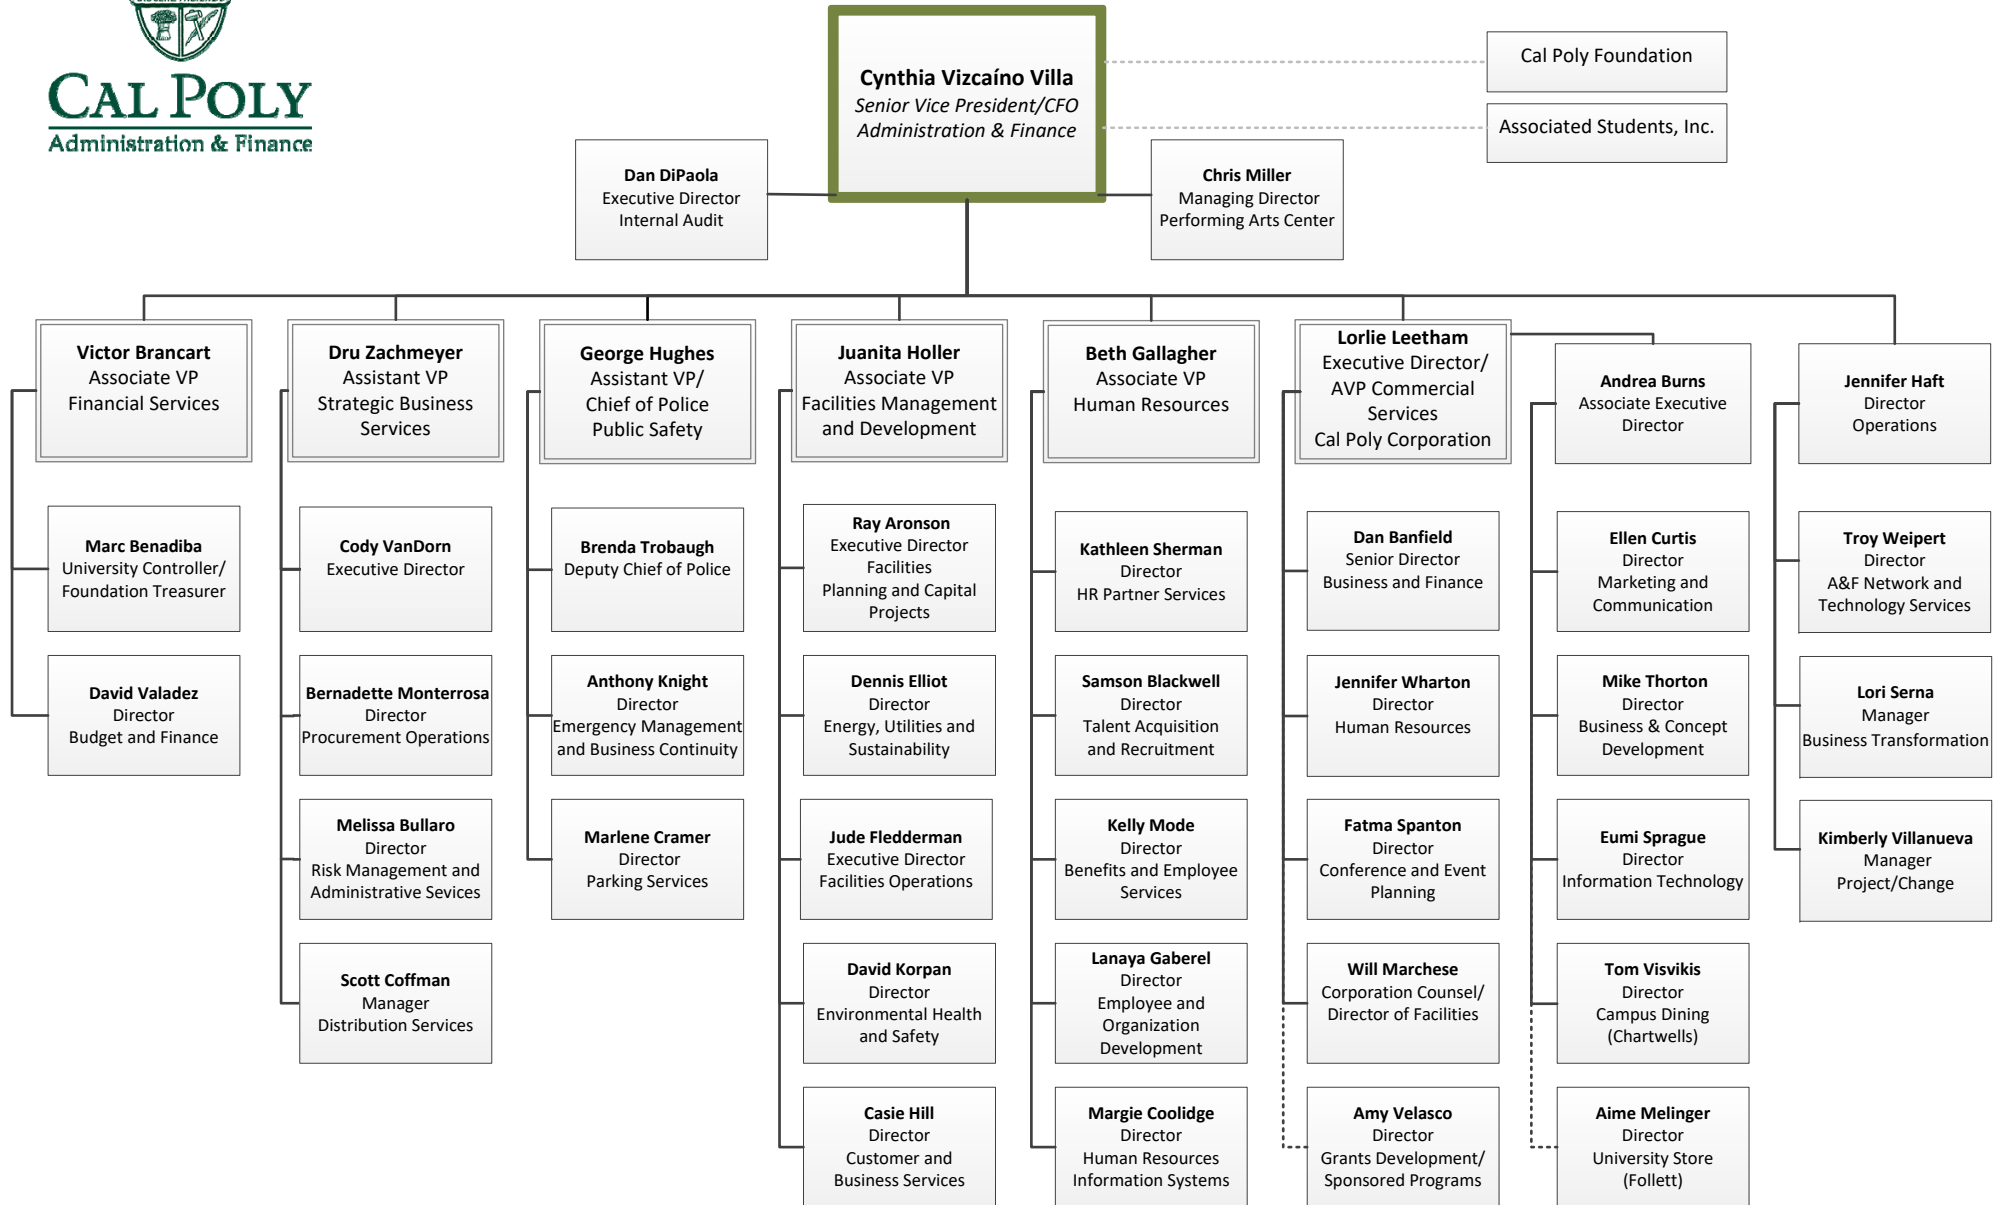 CAL POLY
Administration & Finance
Cynthia Vizcaíno Villa
Senior Vice President/CFO
Administration & Finance
Cal Poly Foundation
Associated Students, Inc.
Dan DiPaola
Executive Director
Internal Audit
Chris Miller
Managing Director
Performing Arts Center
Victor Brancart
Associate VP
Financial Services
Marc Benadiba
University Controller/
Foundation Treasurer
David Valadez
Director
Budget and Finance
Dru Zachmeyer
Assistant VP
Strategic Business
Services
Cody VanDorn
Executive Director
Bernadette Monterrosa
Director
Procurement Operations
Melissa Bullaro
Director
Risk Management and
Administrative Sevices
Scott Coffman
Manager
Distribution Services
George Hughes
Assistant VP/
Chief of Police
Public Safety
Brenda Trobaugh
Deputy Chief of Police
Anthony Knight
Director
Emergency Management
and Business Continuity
Marlene Cramer
Director
Parking Services
Juanita Holler
Associate VP
Facilities Management
and Development
Ray Aronson
Executive Director
Facilities
Planning and Capital
Projects
Dennis Elliot
Director
Energy, Utilities and
Sustainability
Jude Fledderman
Executive Director
Facilities Operations
David Korpan
Director
Environmental Health
and Safety
Casie Hill
Director
Customer and
Business Services
Beth Gallagher
Associate VP
Human Resources
Kathleen Sherman
Director
HR Partner Services
Samson Blackwell
Director
Talent Acquisition
and Recruitment
Kelly Mode
Director
Benefits and Employee
Services
Lanaya Gaberel
Director
Employee and
Organization
Development
Margie Coolidge
Director
Human Resources
Information Systems
Lorlie Leetham
Executive Director/
AVP Commercial
Services
Cal Poly Corporation
Dan Banfield
Senior Director
Business and Finance
Jennifer Wharton
Director
Human Resources
Fatma Spanton
Director
Conference and Event
Planning
Will Marchese
Corporation Counsel/
Director of Facilities
Amy Velasco
Director
Grants Development/
Sponsored Programs
Andrea Burns
Associate Executive
Director
Ellen Curtis
Director
Marketing and
Communication
Mike Thorton
Director
Business & Concept
Development
Eumi Sprague
Director
Information Technology
Tom Visvikis
Director
Campus Dining
(Chartwells)
Aime Melinger
Director
University Store
(Follett)
Jennifer Haft
Director
Operations
Troy Weipert
Director
A&F Network and
Technology Services
Lori Serna
Manager
Business Transformation
Kimberly Villanueva
Manager
Project/Change